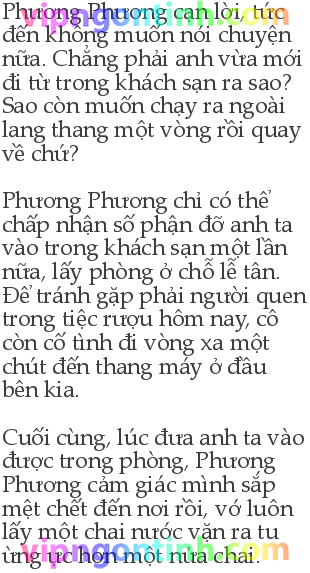 Phương Phương cạn lời, tức
đến không muốn nói chuyện
nữa. Chẳng phải anh vừa mới
đi từ trong khách sạn ra sao?
Sao còn muốn chạy ra ngoài
lang thang một vòng rồi quay
về chứ?
Phương Phương chỉ có thể
chấp nhận số phận đỡ anh ta
vào trong khách sạn một lần
nữa, lấy phòng ở chỗ lễ tân.
Để tránh gặp phải người quen
trong tiệc rượu hôm nay, cô
còn cố tình đi vòng xa một
chút đến thang máy ở đầu
bên kia.
Cuối cùng, lúc đưa anh ta vào
được trong phòng, Phương
Phương cảm giác mình sắp
mệt chết đến nơi rồi, vớ luôn
lấy một chai nước vặn ra tu
ừng ực hơn một nửa chai.
vipngontinh.com
vipngontinh.com